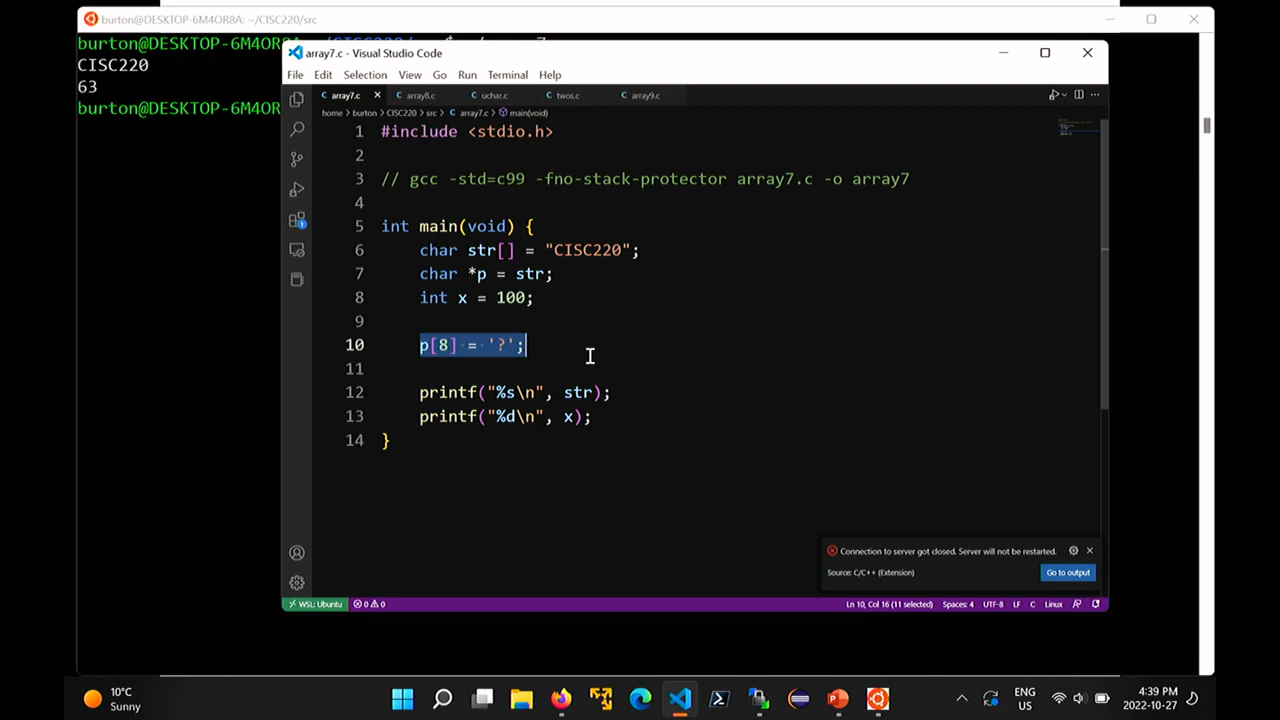 burton@DESKTOP-6M4OR8A: ~/CISC220/src
burton@DESKTOP-6M4OR8A
CISC220
63
burton@DESKTOP-6M4OR
array7.c - Visual Studio Code
File Edit Selection View Go Run Terminal Help
C array7.c C array8.c C uchar.c C twos.c C array9.c
home > burton > CISC220 > src > C array7.c > main(void)
1 #include <stdio.h>
2
3 // gcc -std=c99 -fno-stack-protector array7.c -o array7
4
5 int main(void) {
6 char str[] = "CISC220";
7 char *p = str;
8 int x = 100;
9
10 p[8] = '?';
11
12 printf("%s\n", str);
13 printf("%d\n", x);
14 }
Connection to server got closed. Server will not be restarted.
Source: C/C++ (Extension)
Go to output
WSL: Ubuntu 0 0 Ln 10, Col 16 (11 selected) Spaces: 4 UTF-8 LF C Linux
10°C
Sunny
ENG
US
4:39 PM
2022-10-27